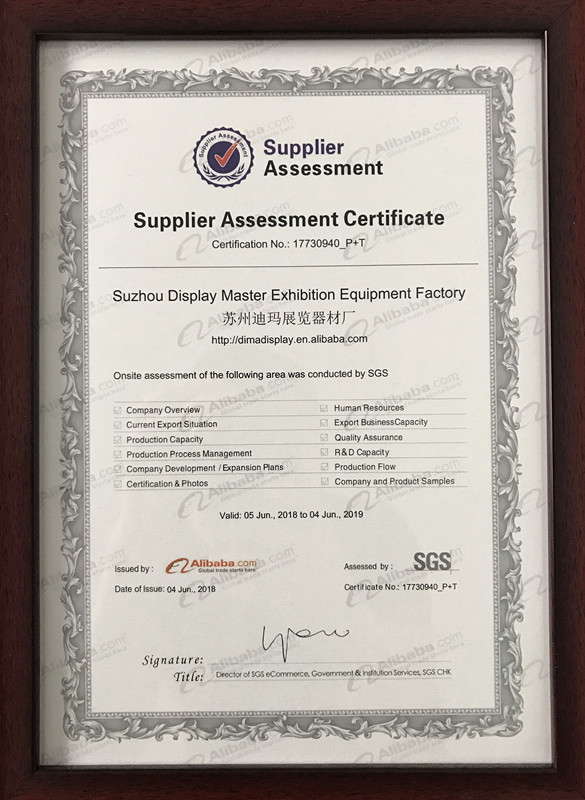 Supplier Assessment
Supplier
Assessment
Supplier Assessment Certificate
Certification No.: 17730940_P+T
Suzhou Display Master Exhibition Equipment Factory
苏州迪玛展览器材厂
http://dimadisplay.en.alibaba.com
Onsite assessment of the following area was conducted by SGS
Company Overview
Human Resources
Current Export Situation
Export BusinessCapacity
Production Capacity
Quality Assurance
Production Process Management
R&D Capacity
Company Development / Expansion Plans
Production Flow
Certification & Photos
Company and Product Samples
Valid: 05 Jun., 2018 to 04 Jun., 2019
Issued by : Alibaba.com
Global trade starts here™
Assessed by : SGS
Date of Issue: 04 Jun., 2018
Certificate No.: 17730940_P+T
Signature:
Title: Director of SGS eCommerce, Government & Institution Services, SGS CHK